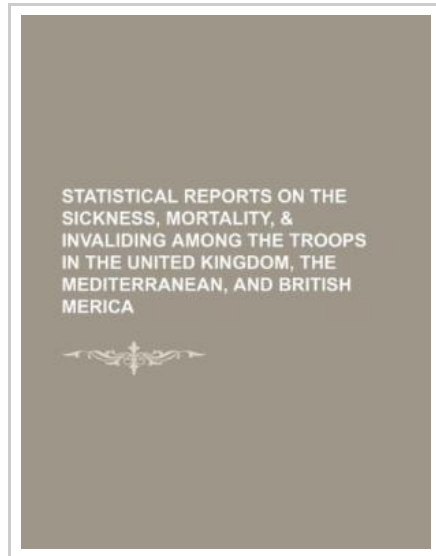 STATISTICAL REPORTS ON THE
SICKNESS, MORTALITY, &
INVALIDING AMONG THE TROOPS
IN THE UNITED KINGDOM, THE
MEDITERRANEAN, AND BRITISH
MERICA